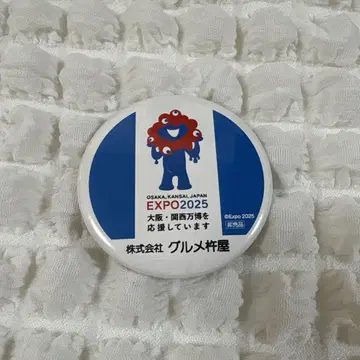 OSAKA, KANSAI, JAPAN
EXPO2025
大阪・関西万博を
応援しています
©Expo 2025
非売品
株式会社 グルメ杵屋